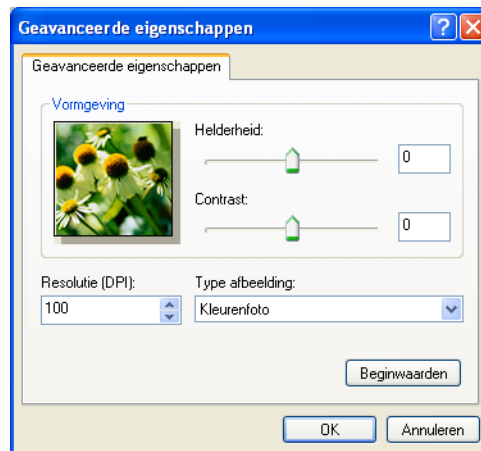 Geavanceerde eigenschappen
Geavanceerde eigenschappen
Vormgeving
Helderheid:
0
Contrast:
0
Resolutie (DPI):
Type afbeelding:
100
Kleurenfoto
Beginwaarden
OK
Annuleren